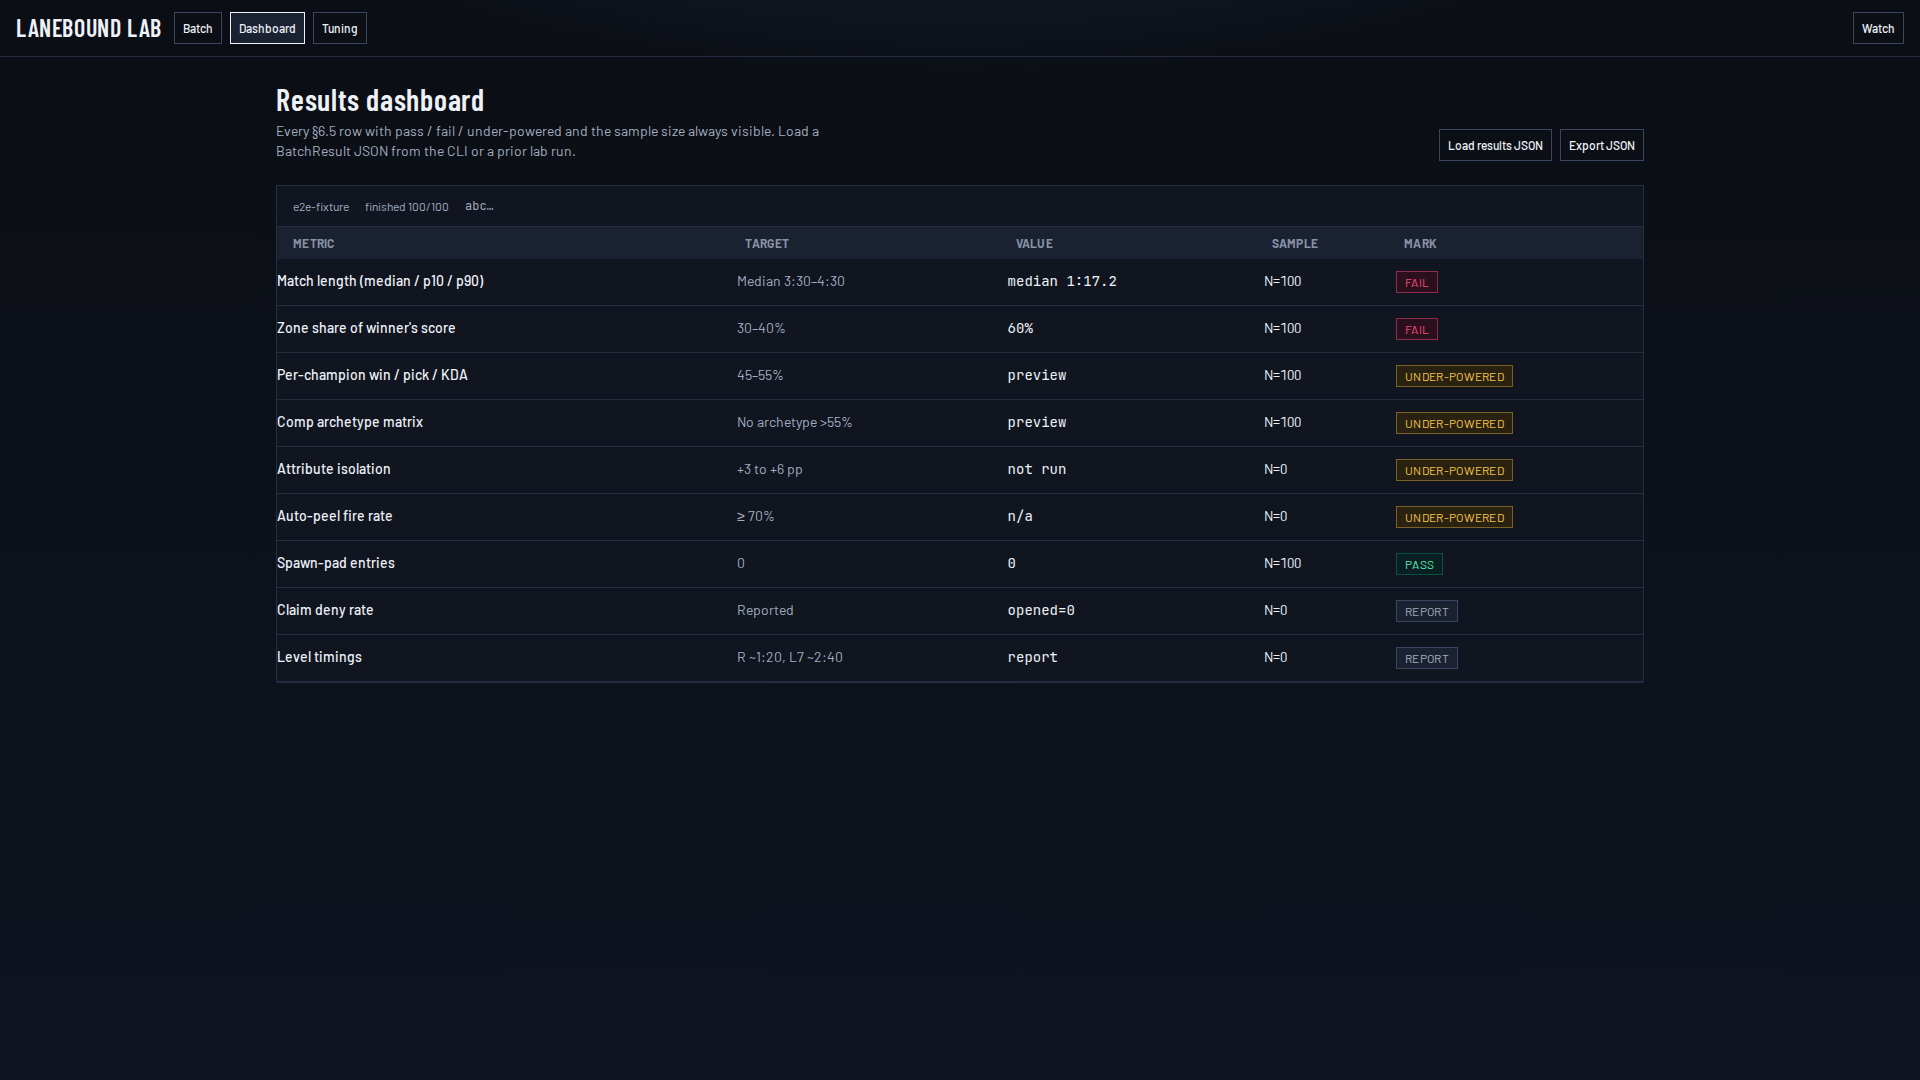 LANEBOUND LAB Batch Dashboard Tuning Watch
Results dashboard
Every §6.5 row with pass / fail / under-powered and the sample size always visible. Load a
BatchResult JSON from the CLI or a prior lab run.
Load results JSON Export JSON
e2e-fixture finished 100/100 abc…
METRIC TARGET VALUE SAMPLE MARK
Match length (median / p10 / p90) Median 3:30–4:30 median 1:17.2 N=100 FAIL
Zone share of winner's score 30–40% 60% N=100 FAIL
Per-champion win / pick / KDA 45–55% preview N=100 UNDER-POWERED
Comp archetype matrix No archetype >55% preview N=100 UNDER-POWERED
Attribute isolation +3 to +6 pp not run N=0 UNDER-POWERED
Auto-peel fire rate ≥ 70% n/a N=0 UNDER-POWERED
Spawn-pad entries 0 0 N=100 PASS
Claim deny rate Reported opened=0 N=0 REPORT
Level timings R ~1:20, L7 ~2:40 report N=0 REPORT